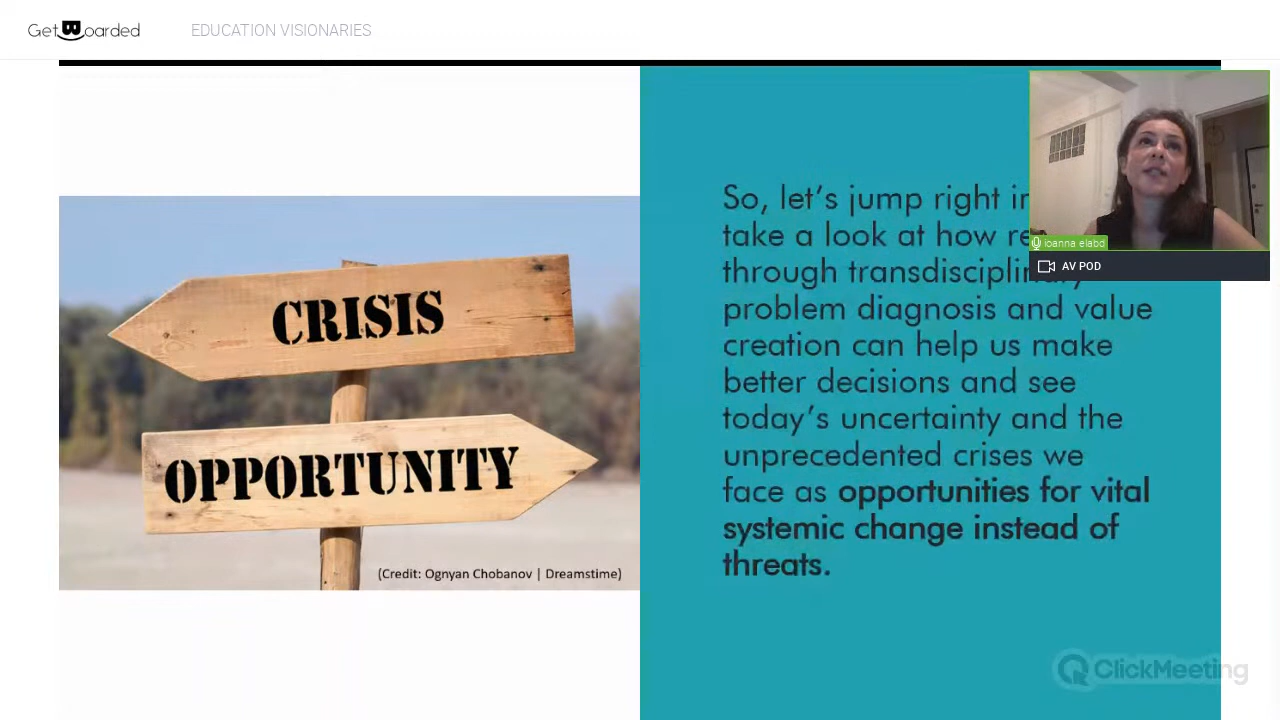 GetBoarded
EDUCATION VISIONARIES
CRISIS
OPPORTUNITY
(Credit: Ognyan Chobanov | Dreamstime)
So, let's jump right in
take a look at how
through
problem diagnosis and value
creation can help us make
better decisions and see
today's uncertainty and the
unprecedented crises we
face as opportunities for vital
systemic change instead of
threats.
ioanna elabd
AV POD
ClickMeeting